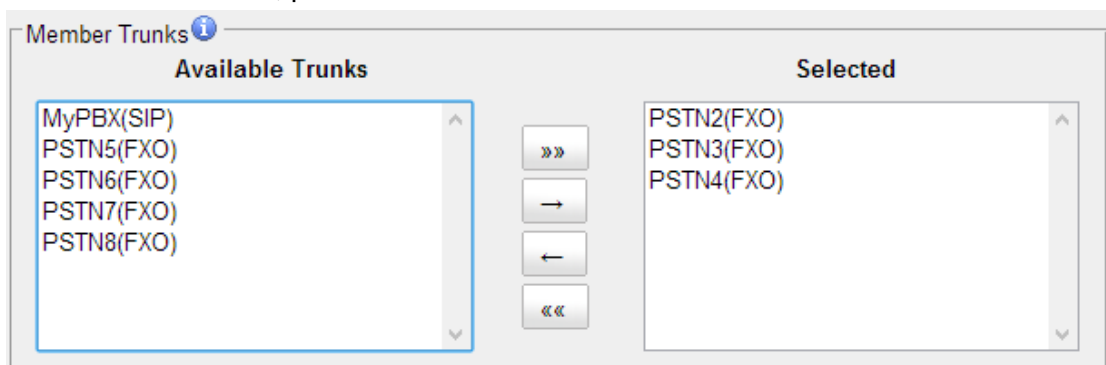 Member Trunks
Available Trunks
Selected
MyPBX(SIP)
PSTN5(FXO)
PSTN6(FXO)
PSTN7(FXO)
PSTN8(FXO)
»»
→
←
««
PSTN2(FXO)
PSTN3(FXO)
PSTN4(FXO)